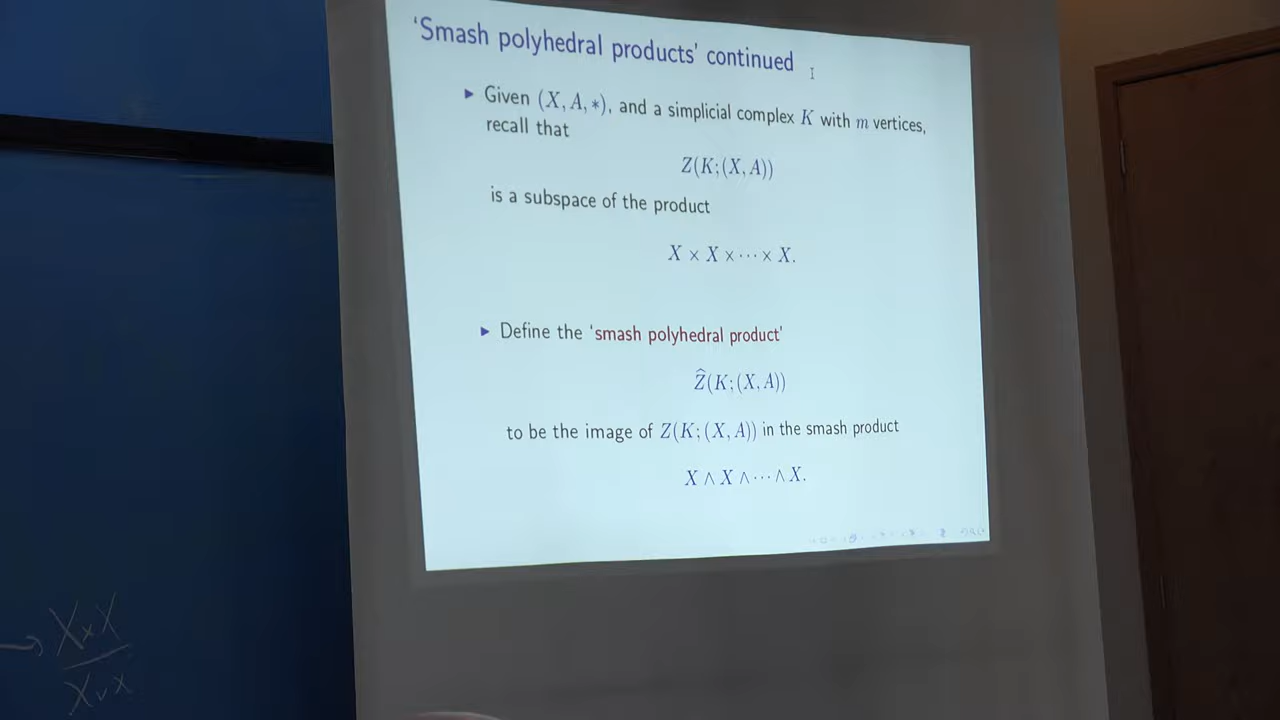 'Smash polyhedral products' continued
▶ Given (X, A, *), and a simplicial complex K with m vertices,
recall that
Z(K; (X, A))
is a subspace of the product
X × X × ⋯ × X.
▶ Define the 'smash polyhedral product'
Ẑ(K; (X, A))
to be the image of Z(K; (X, A)) in the smash product
X ∧ X ∧ ⋯ ∧ X.
→ X × X
X ∨ X